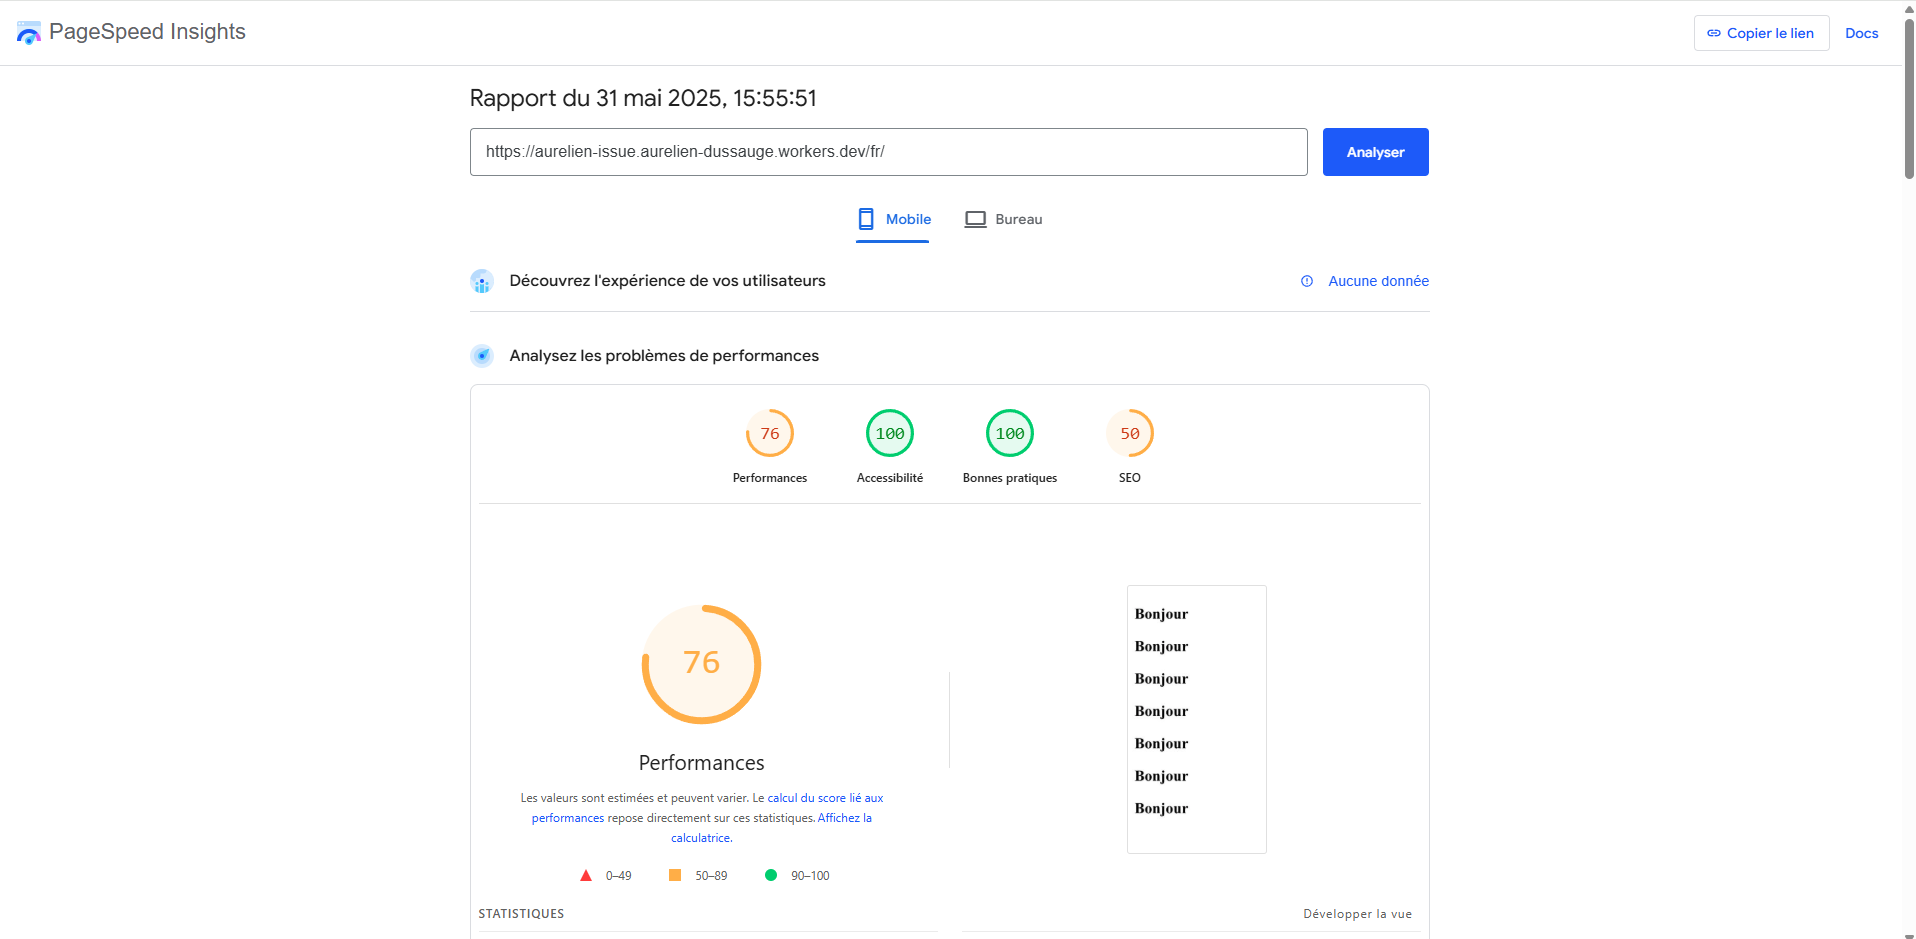 PageSpeed Insights
Copier le lien
Docs
Rapport du 31 mai 2025, 15:55:51
https://aurelien-issue.aurelien-dussauge.workers.dev/fr/
Analyser
Mobile
Bureau
Découvrez l'expérience de vos utilisateurs
Aucune donnée
Analysez les problèmes de performances
76
100
100
50
Performances
Accessibilité
Bonnes pratiques
SEO
76
Performances
Les valeurs sont estimées et peuvent varier. Le calcul du score lié aux
performances repose directement sur ces statistiques. Affichez la
calculatrice.
0–49
50–89
90–100
Bonjour
Bonjour
Bonjour
Bonjour
Bonjour
Bonjour
Bonjour
STATISTIQUES
Développer la vue